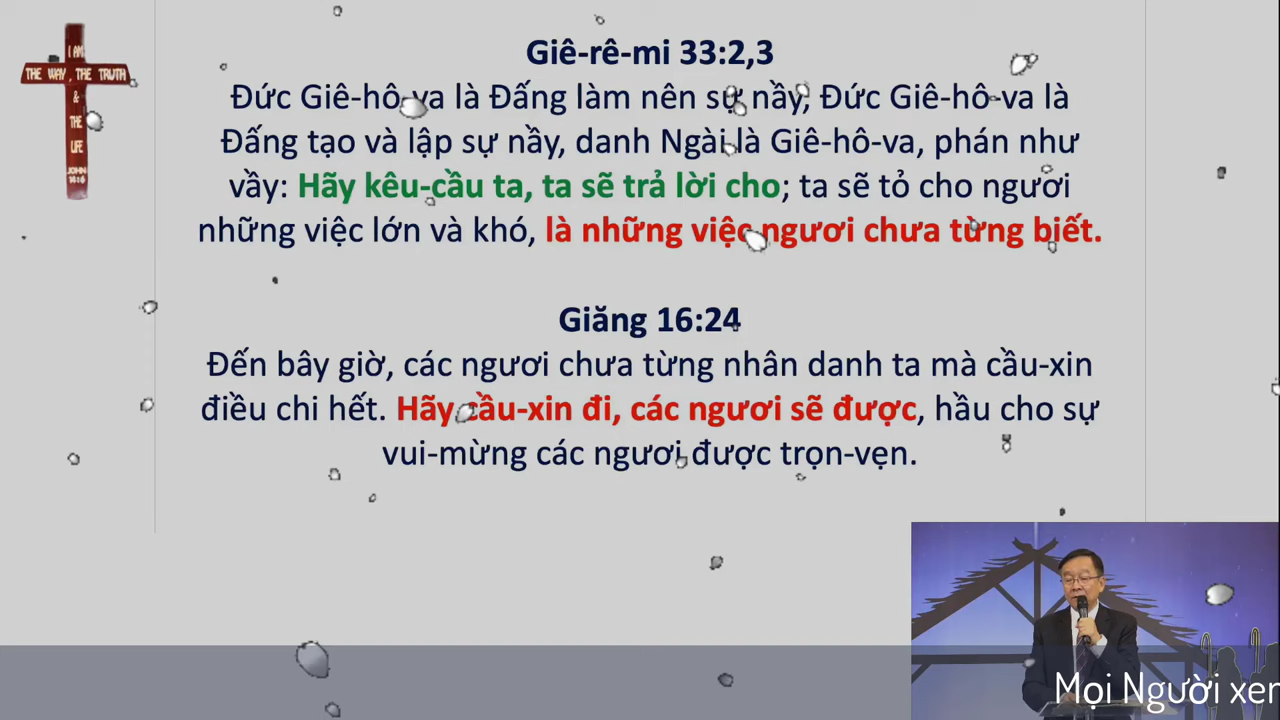 I AM
THE WAY, THE TRUTH
&
THE
LIFE
JOHN
14:6
Giê-rê-mi 33:2,3
Đức Giê-hô-va là Đấng làm nên sự nầy, Đức Giê-hô-va là
Đấng tạo và lập sự nầy, danh Ngài là Giê-hô-va, phán như
vầy: Hãy kêu-cầu ta, ta sẽ trả lời cho; ta sẽ tỏ cho ngươi
những việc lớn và khó, là những việc ngươi chưa từng biết.
Giăng 16:24
Đến bây giờ, các ngươi chưa từng nhân danh ta mà cầu-xin
điều chi hết. Hãy cầu-xin đi, các ngươi sẽ được, hầu cho sự
vui-mừng các ngươi được trọn-vẹn.
Mọi Người xem